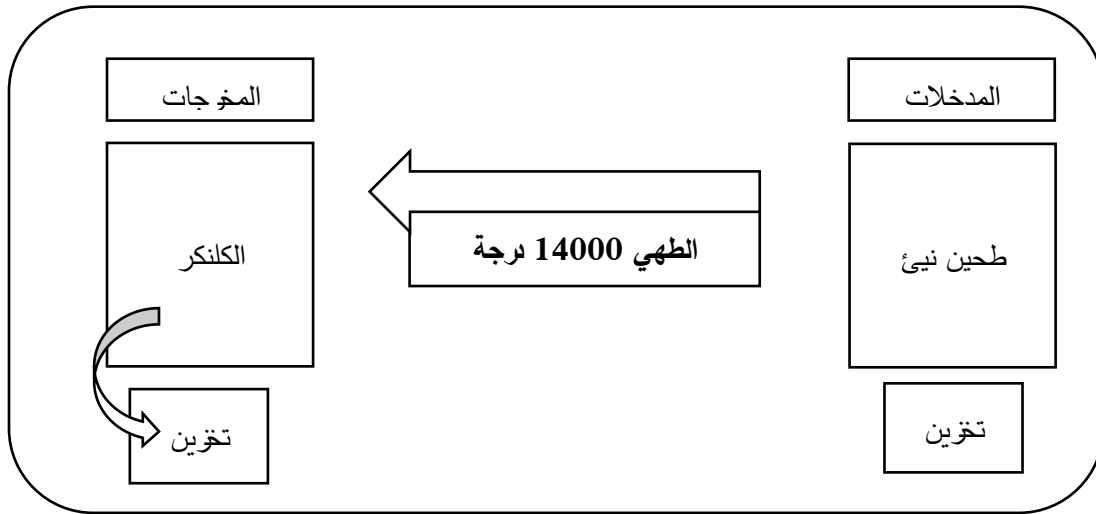 المدخلات
المخرجات
طحين نيئ
الطهي 14000 درجة
الكلنكر
تخزين
تخزين